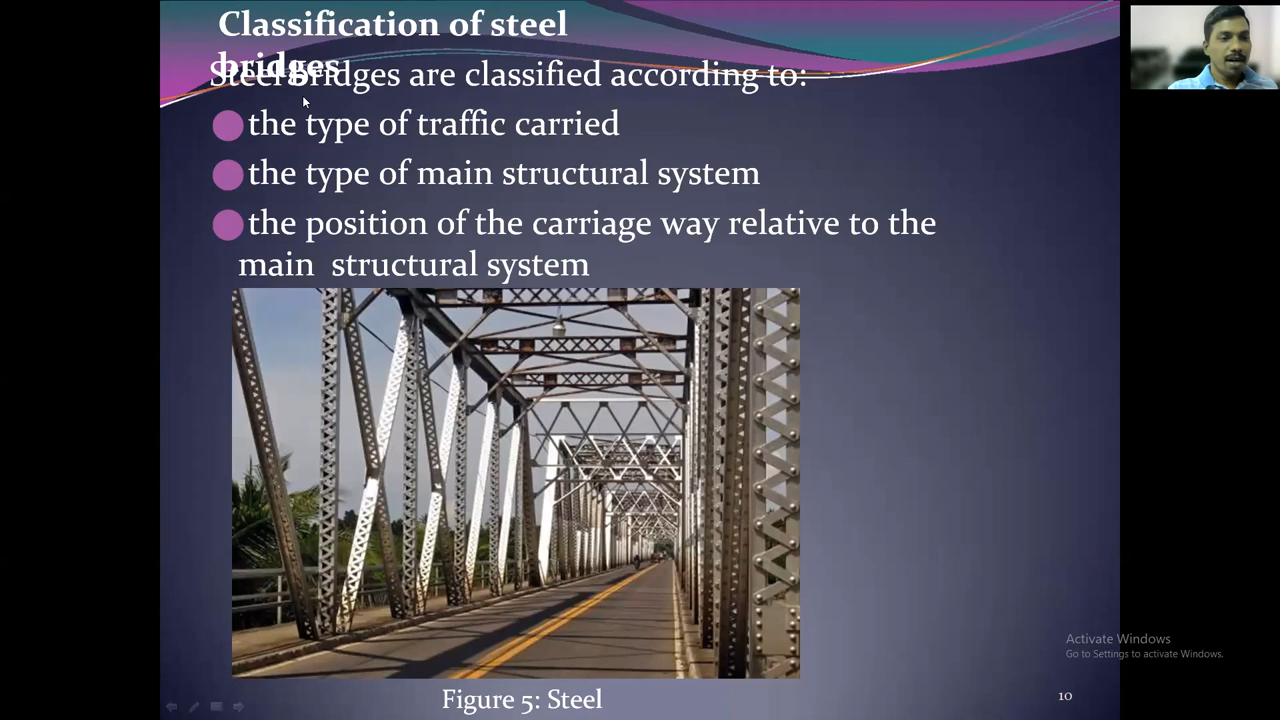 Classification of steel
bridges
Steel bridges are classified according to:
the type of traffic carried
the type of main structural system
the position of the carriage way relative to the
main structural system
Figure 5: Steel
10
Activate Windows
Go to Settings to activate Windows.